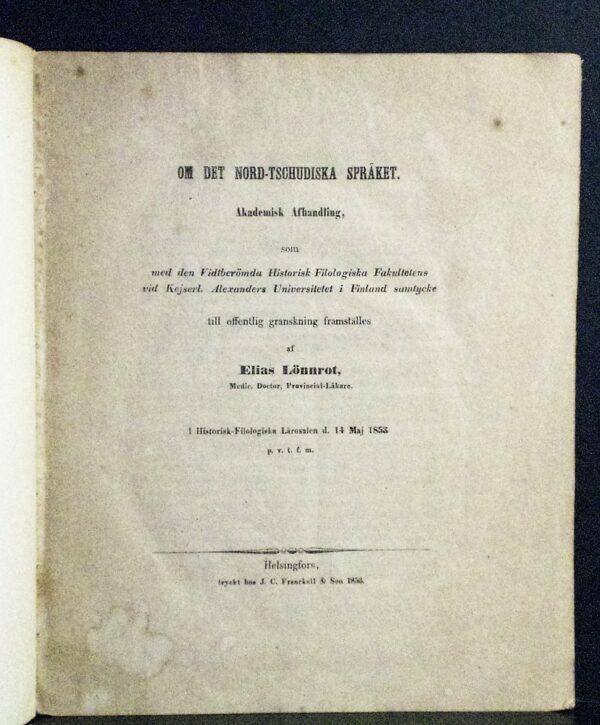 OM DET NORD-TSCHUDISKA SPRÅKET.
Akademisk Afhandling,
som
med den Vidtberömda Historisk Filologiska Fakultetens
vid Kejserl. Alexanders Universitetet i Finland samtycke
till offentlig granskning framställes
af
Elias Lönnrot,
Medic. Doctor, Provincial-Läkare.
i Historisk-Filologiska Lärosalen d. 14 Maj 1853
p. v. t. f. m.
Helsingfors,
tryckt hos J. C. Frenckell & Son 1853.